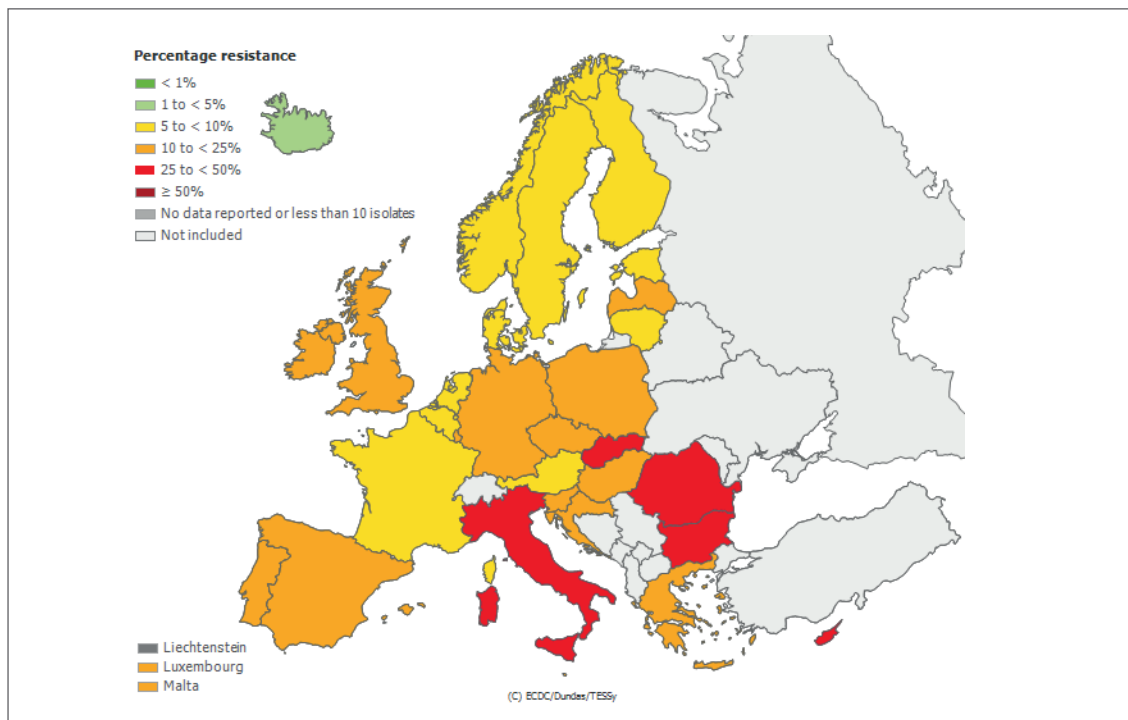 Percentage resistance
< 1%
1 to < 5%
5 to < 10%
10 to < 25%
25 to < 50%
≥ 50%
No data reported or less than 10 isolates
Not included
Liechtenstein
Luxembourg
Malta
(C) ECDC/Dundas/TESSy